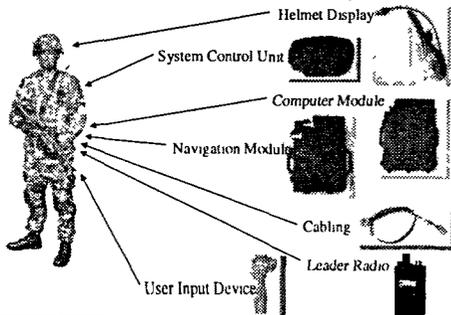 Helmet Display
System Control Unit
Computer Module
Navigation Module
Cabling
Leader Radio
User Input Device